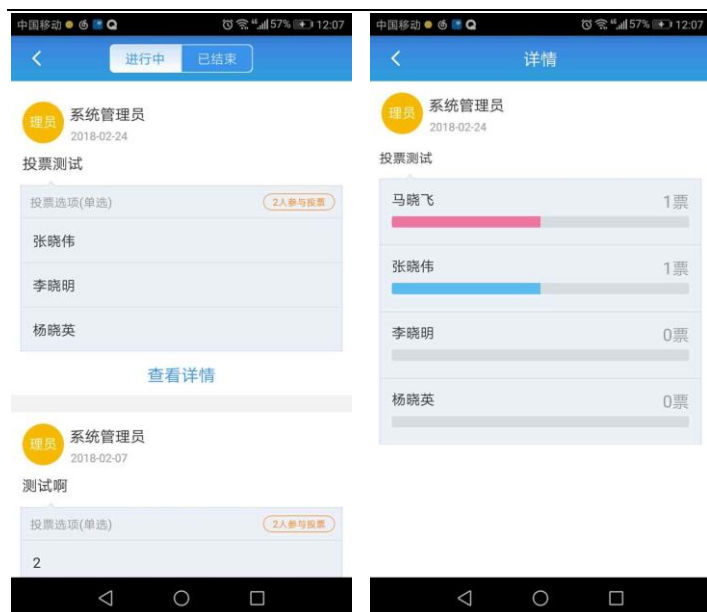 中国移动
57% 12:07
进行中 已结束
理员
系统管理员
2018-02-24
投票测试
投票选项(单选) 2人参与投票
张晓伟
李晓明
杨晓英
查看详情
理员
系统管理员
2018-02-07
测试啊
投票选项(单选) 2人参与投票
2
中国移动
57% 12:07
详情
理员
系统管理员
2018-02-24
投票测试
马晓飞 1票
张晓伟 1票
李晓明 0票
杨晓英 0票